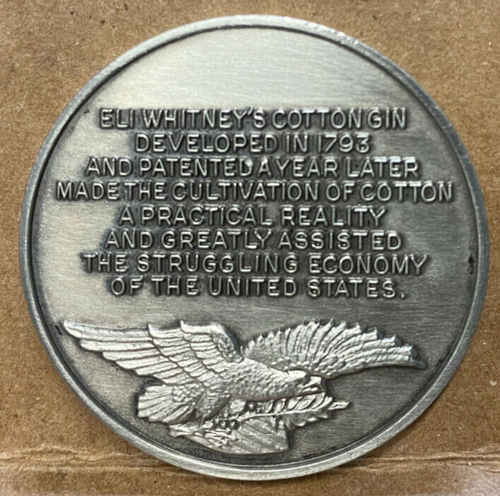 ELI WHITNEY'S COTTON GIN
DEVELOPED IN 1793
AND PATENTED A YEAR LATER
MADE THE CULTIVATION OF COTTON
A PRACTICAL REALITY
AND GREATLY ASSISTED
THE STRUGGLING ECONOMY
OF THE UNITED STATES.